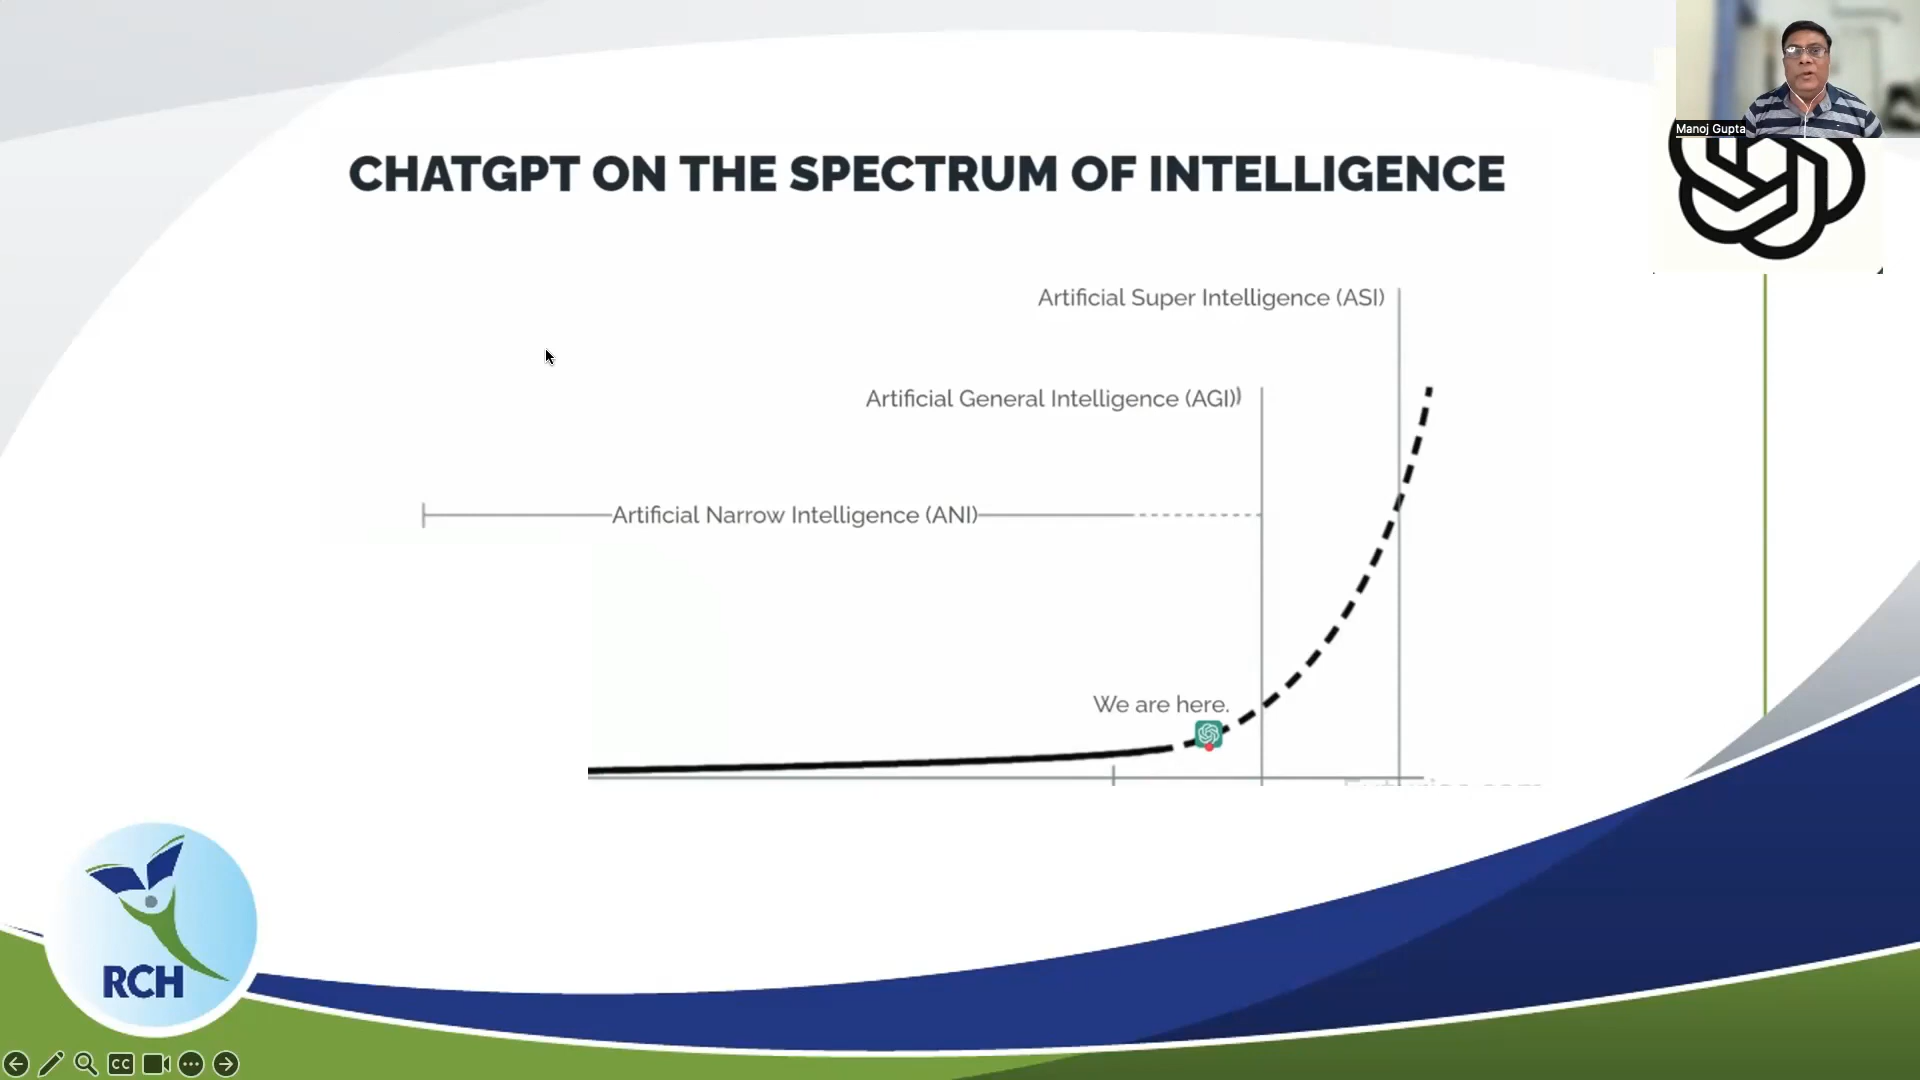 Manoj Gupta
CHATGPT ON THE SPECTRUM OF INTELLIGENCE
Artificial Super Intelligence (ASI)
Artificial General Intelligence (AGI))
Artificial Narrow Intelligence (ANI)
We are here.
RCH
CC